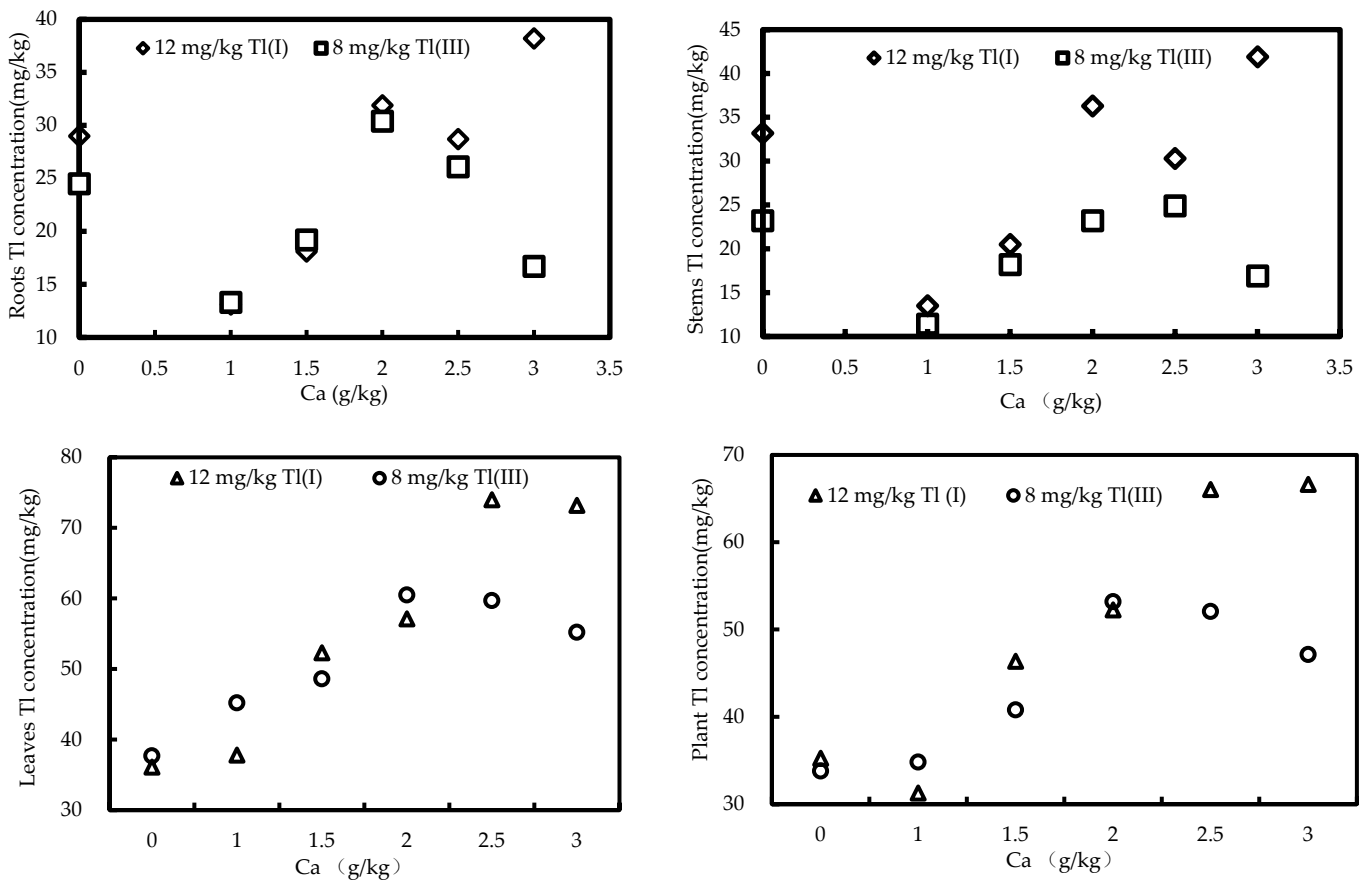 Roots Tl concentration(mg/kg)
40
35
30
25
20
15
10
12 mg/kg Tl(I) 8 mg/kg Tl(III)
0 0.5 1 1.5 2 2.5 3 3.5
Ca (g/kg)
Stems Tl concentration(mg/kg)
45
40
35
30
25
20
15
10
12 mg/kg Tl(I) 8 mg/kg Tl(III)
0 0.5 1 1.5 2 2.5 3 3.5
Ca （g/kg)
Leaves Tl concentration(mg/kg)
80
70
60
50
40
30
12 mg/kg Tl(I) 8 mg/kg Tl(III)
0 1 1.5 2 2.5 3
Ca （g/kg）
Plant Tl concentration(mg/kg)
70
60
50
40
30
12 mg/kg Tl (I) 8 mg/kg Tl(III)
0 1 1.5 2 2.5 3
Ca （g/kg）